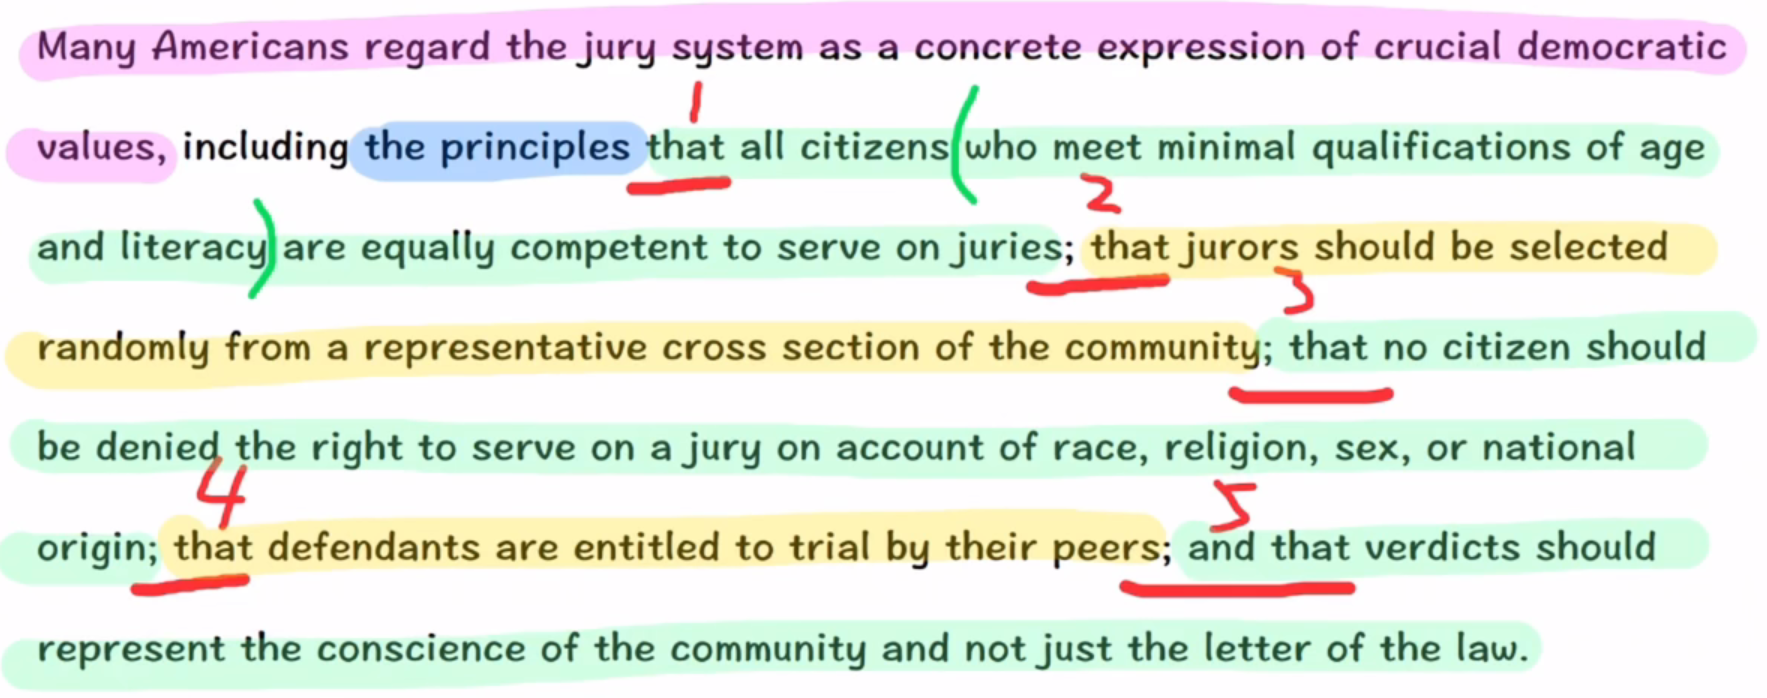 Many Americans regard the jury system as a concrete expression of crucial democratic
1
values, including the principles that all citizens (who meet minimal qualifications of age
2
and literacy) are equally competent to serve on juries; that jurors should be selected
3
randomly from a representative cross section of the community; that no citizen should
be denied the right to serve on a jury on account of race, religion, sex, or national
4 5
origin; that defendants are entitled to trial by their peers; and that verdicts should
represent the conscience of the community and not just the letter of the law.